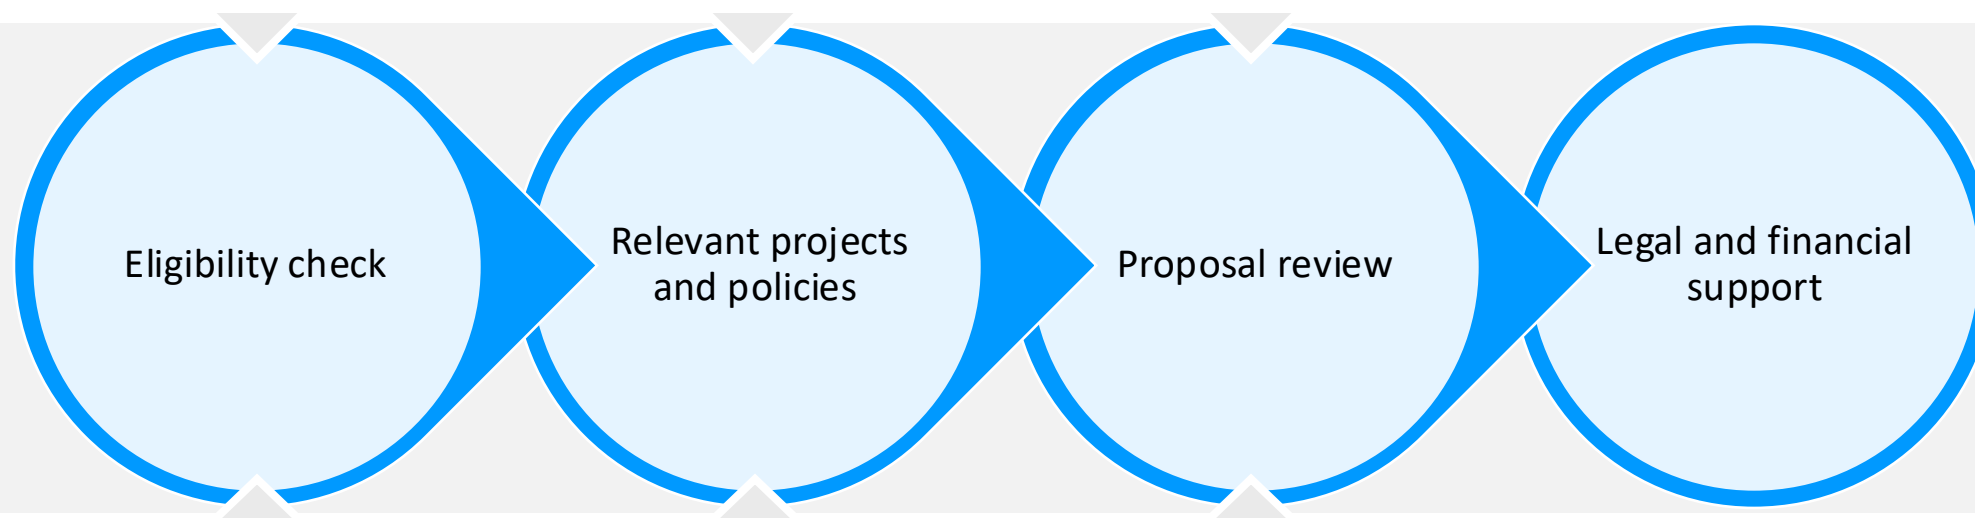 Eligibility check
Relevant projects
and policies
Proposal review
Legal and financial
support